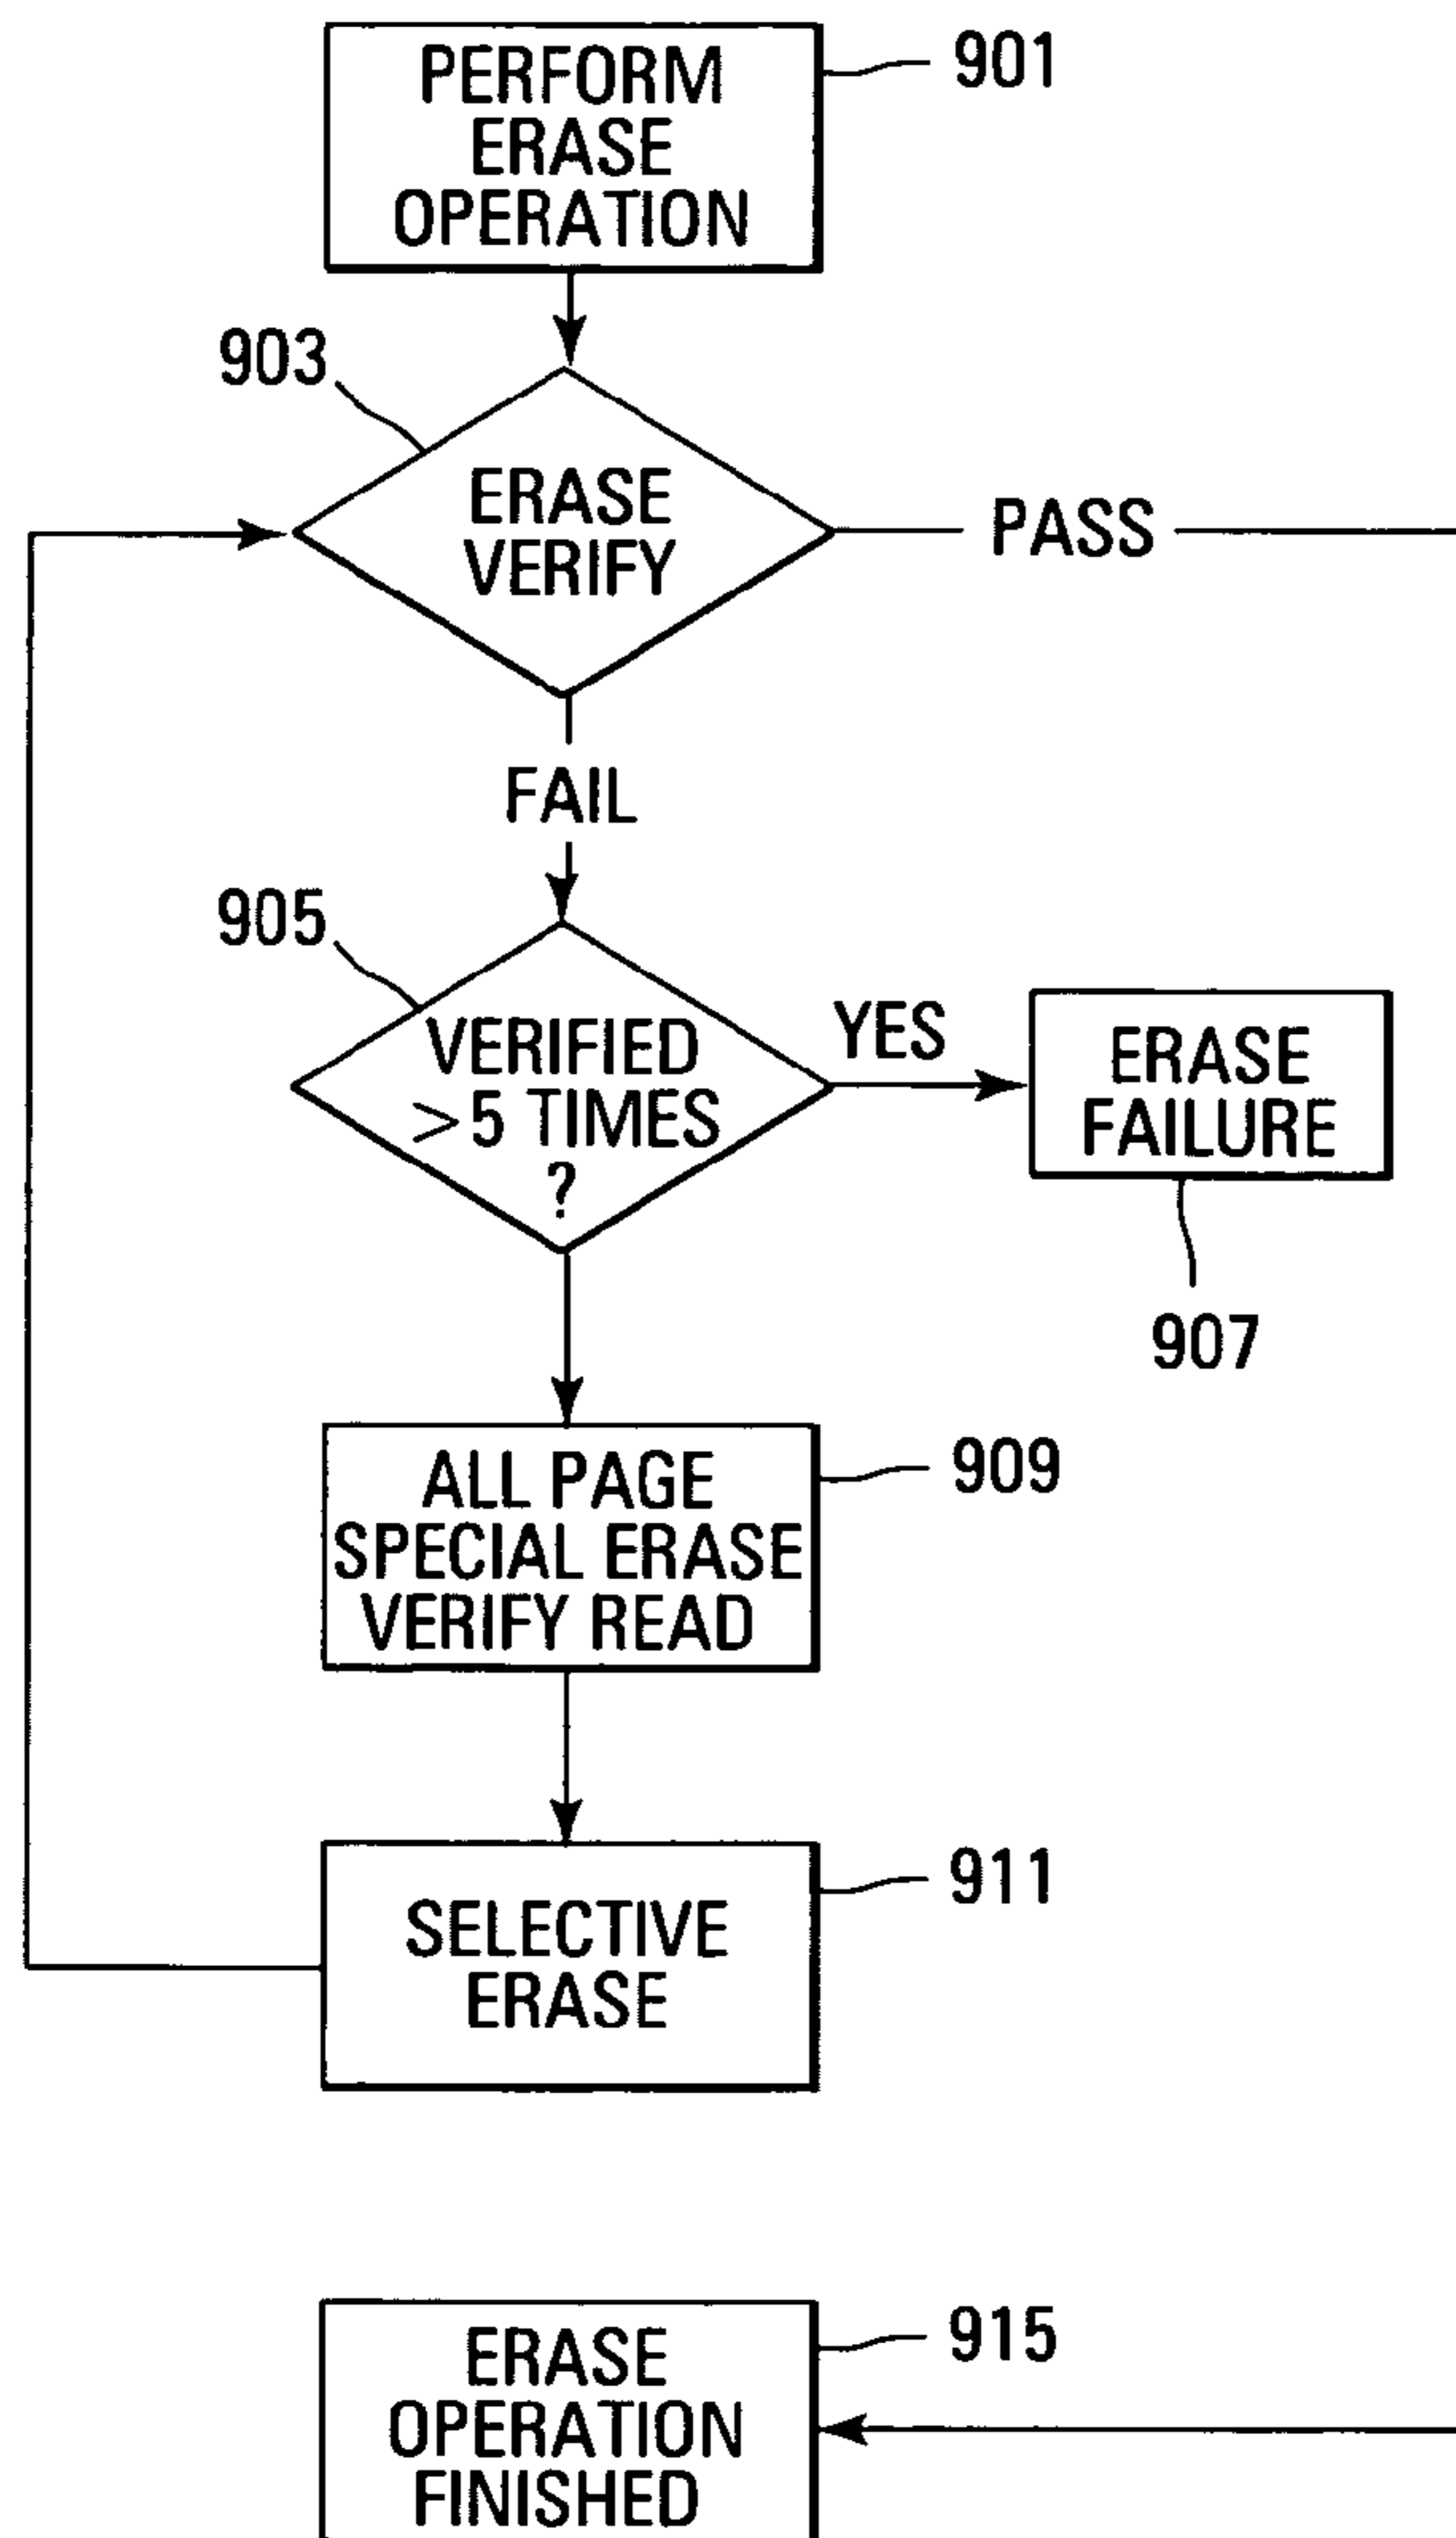 PERFORM
ERASE
OPERATION
901
903
ERASE
VERIFY
PASS
FAIL
905
VERIFIED
>5 TIMES
?
YES
ERASE
FAILURE
907
ALL PAGE
SPECIAL ERASE
VERIFY READ
909
SELECTIVE
ERASE
911
ERASE
OPERATION
FINISHED
915